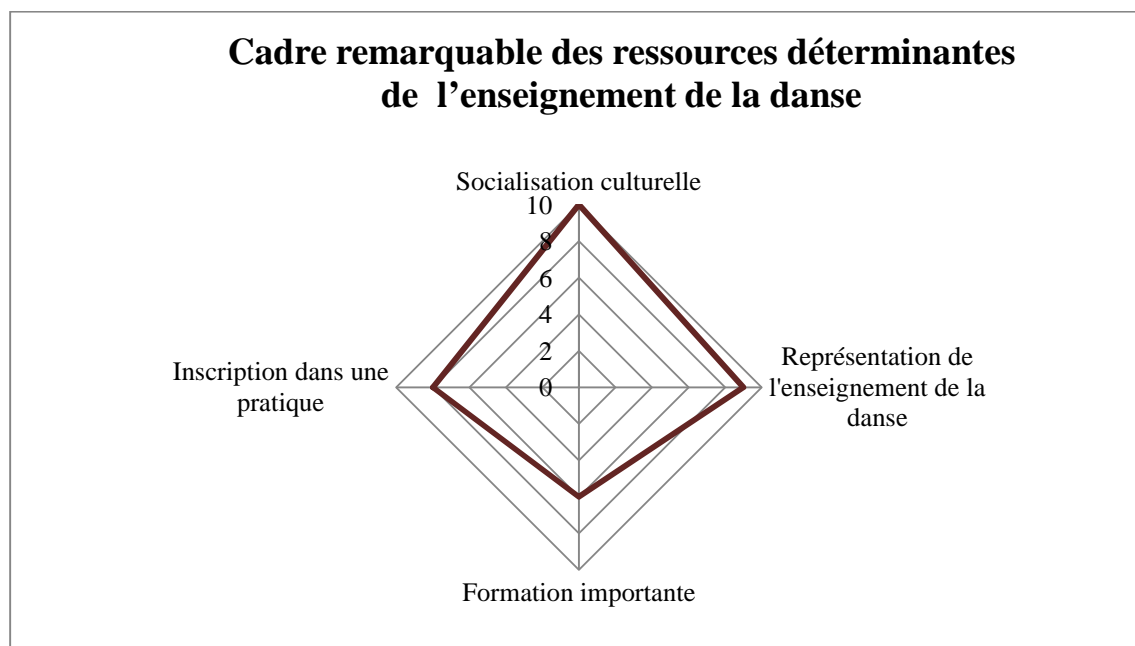 Cadre remarquable des ressources déterminantes
de l’enseignement de la danse
Socialisation culturelle
10
8
6
4
2
0
Représentation de
l'enseignement de la
danse
Inscription dans une
pratique
Formation importante